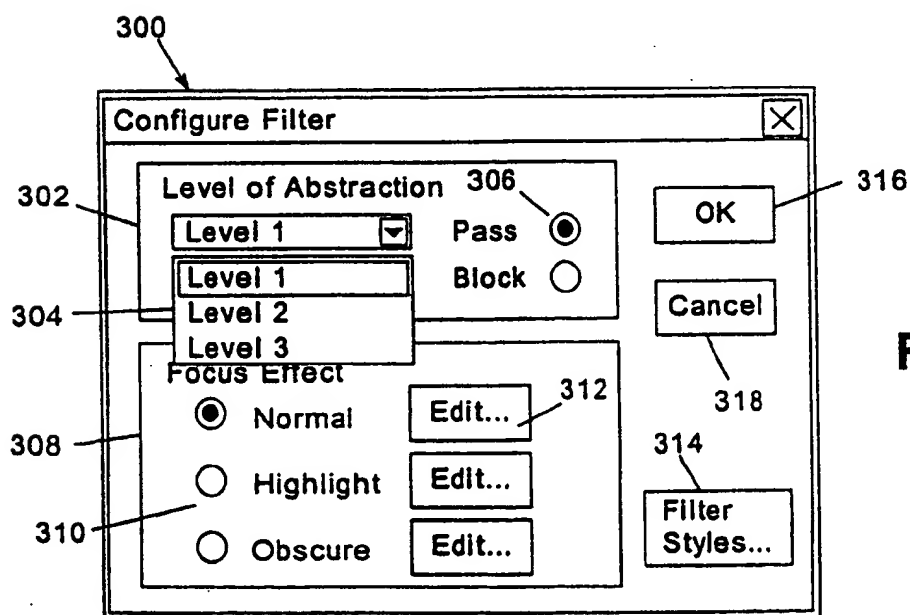 300
Configure Filter
302
Level of Abstraction
306
316
Level 1
Pass
OK
Level 1
Block
304
Level 2
Cancel
Level 3
Focus Effect
312
318
308
Normal
Edit...
314
Highlight
Edit...
310
Filter
Styles...
Obscure
Edit...